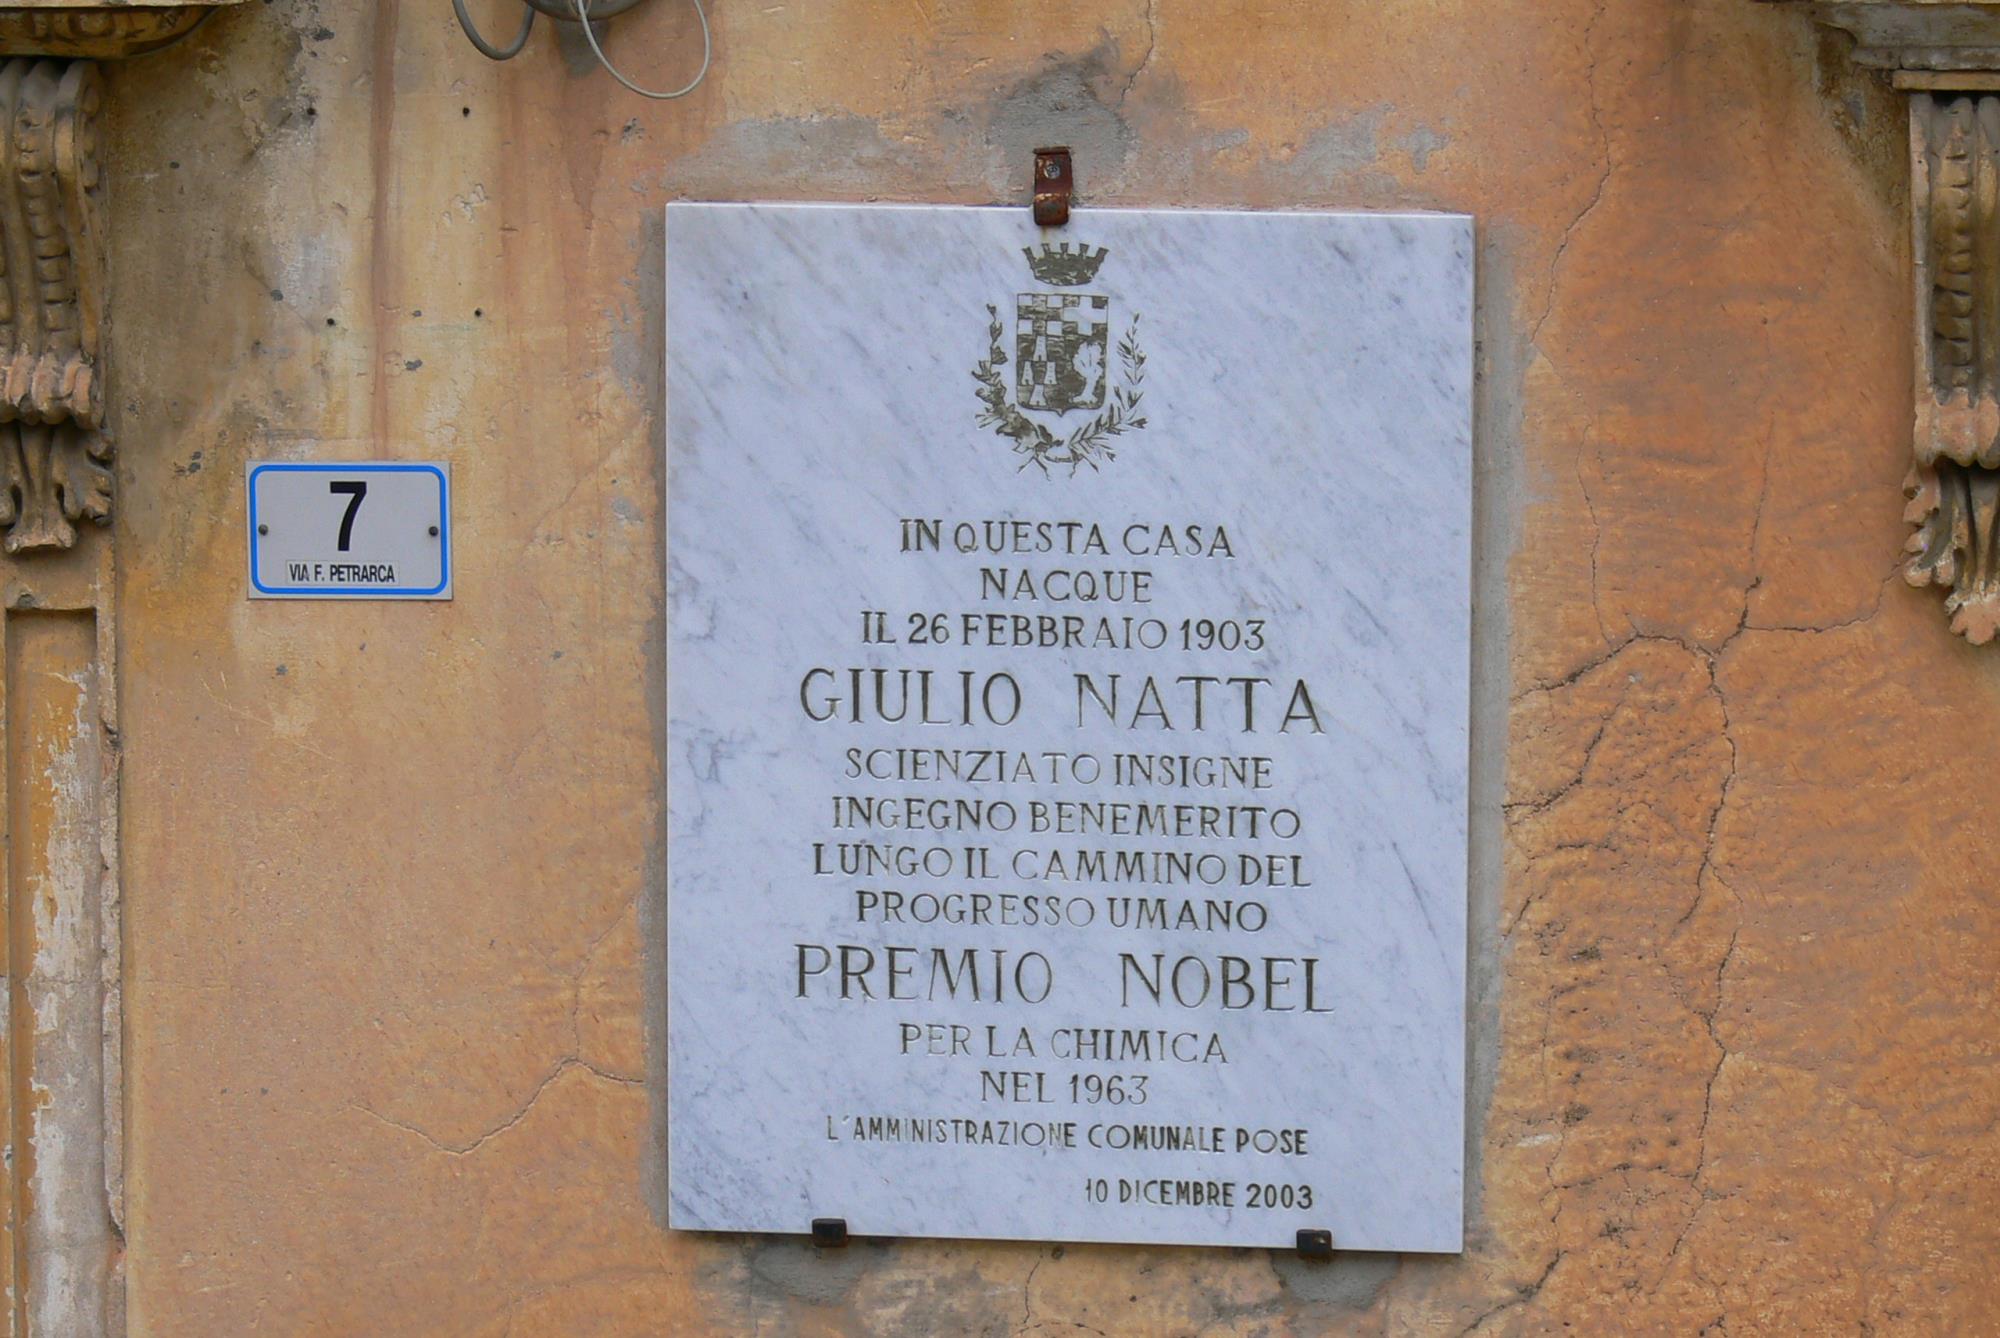 7
VIA F. PETRARCA
IN QUESTA CASA
NACQUE
IL 26 FEBBRAIO 1903
GIULIO NATTA
SCIENZIATO INSIGNE
INGEGNO BENEMERITO
LUNGO IL CAMMINO DEL
PROGRESSO UMANO
PREMIO NOBEL
PER LA CHIMICA
NEL 1963
L'AMMINISTRAZIONE COMUNALE POSE
10 DICEMBRE 2003